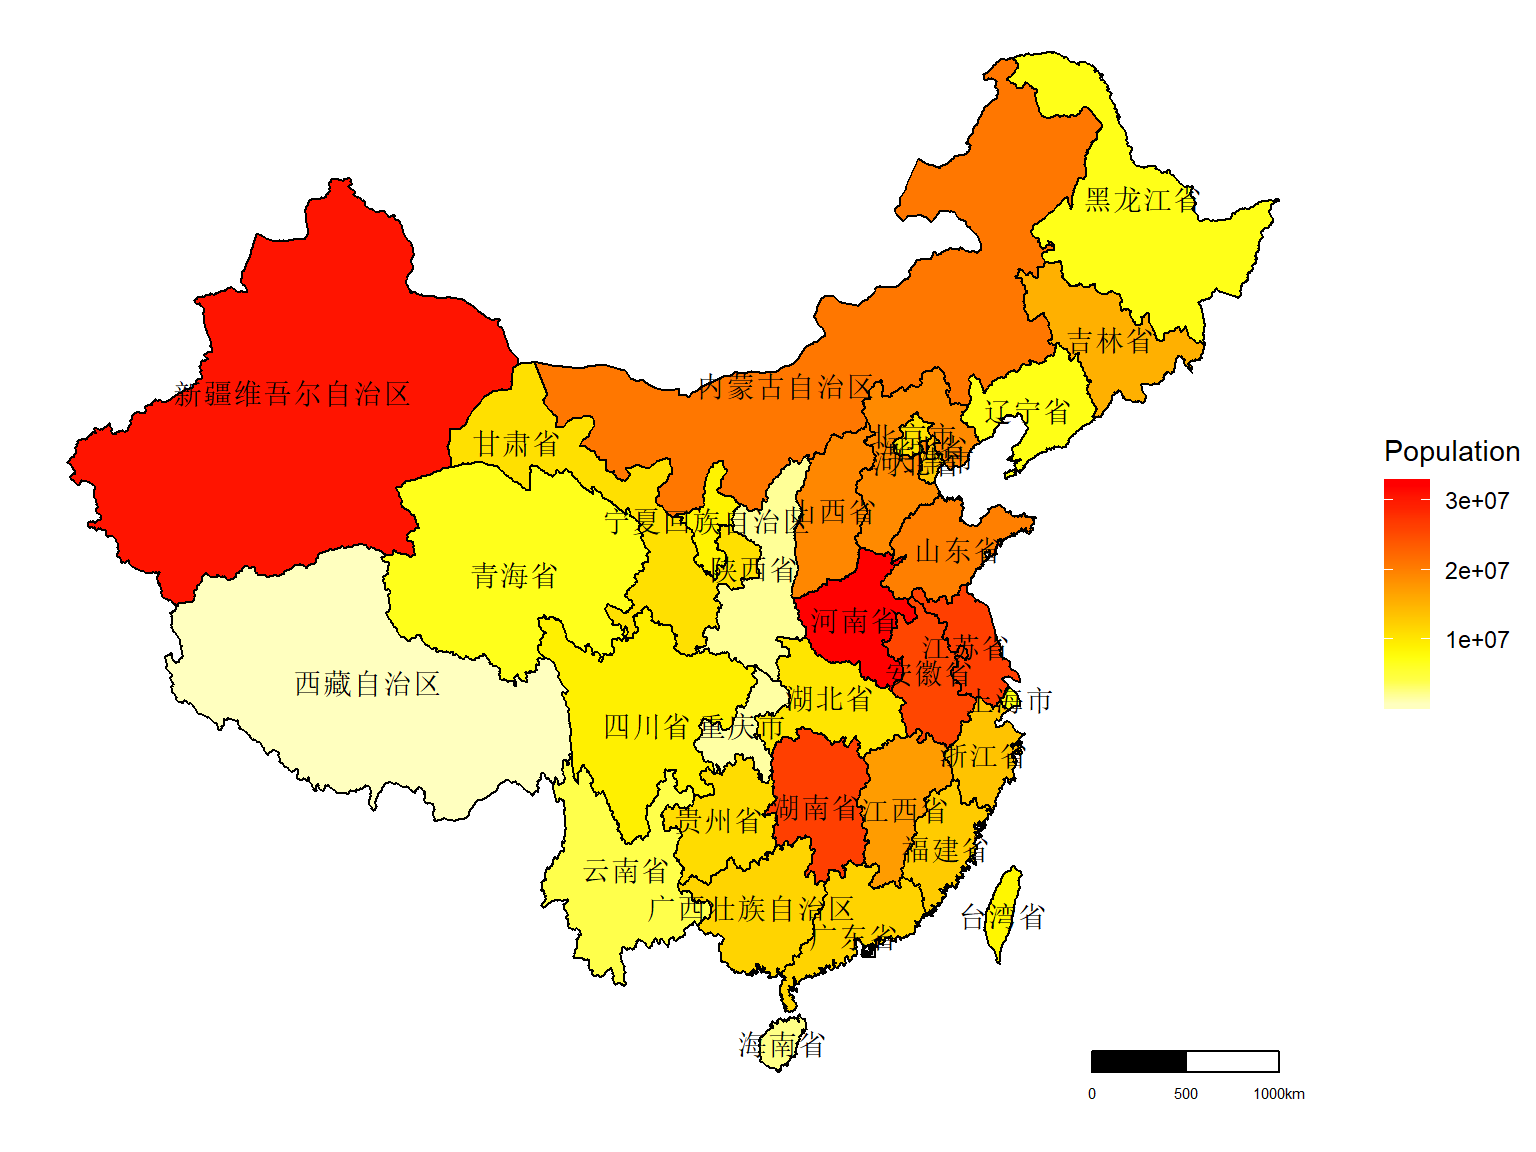 黑龙江省
吉林省
内蒙古自治区
新疆维吾尔自治区
辽宁省
北京市
甘肃省
河北省
天津市
Population
3e+07
2e+07
1e+07
宁夏回族自治区
山西省
山东省
陕西省
青海省
河南省
江苏省
安徽省
西藏自治区
湖北省
上海市
四川省
重庆市
浙江省
湖南省
江西省
贵州省
福建省
云南省
广西壮族自治区
台湾省
广东省
海南省
0 500 1000km